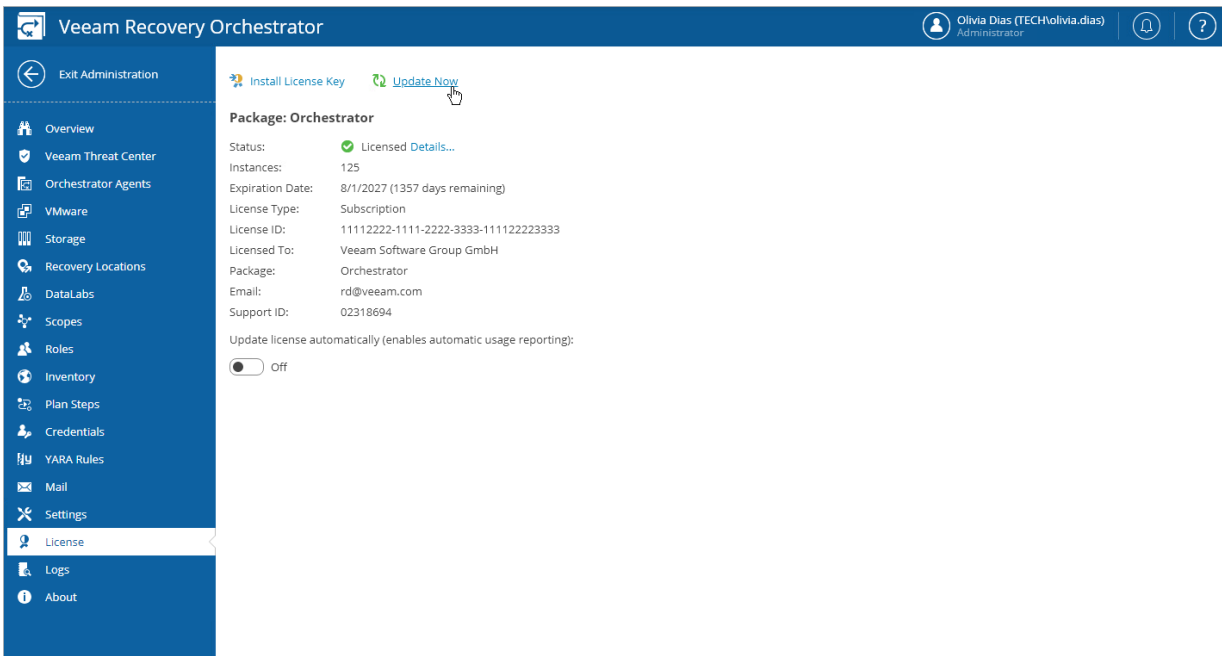 Veeam Recovery Orchestrator
Olivia Dias (TECH\olivia.dias)
Administrator
?
Exit Administration
Overview
Veeam Threat Center
Orchestrator Agents
VMware
Storage
Recovery Locations
DataLabs
Scopes
Roles
Inventory
Plan Steps
Credentials
YARA Rules
Mail
Settings
License
Logs
About
Install License Key Update Now
Package: Orchestrator
Status: Licensed Details...
Instances: 125
Expiration Date: 8/1/2027 (1357 days remaining)
License Type: Subscription
License ID: 11112222-1111-2222-3333-111122223333
Licensed To: Veeam Software Group GmbH
Package: Orchestrator
Email: rd@veeam.com
Support ID: 02318694
Update license automatically (enables automatic usage reporting):
Off